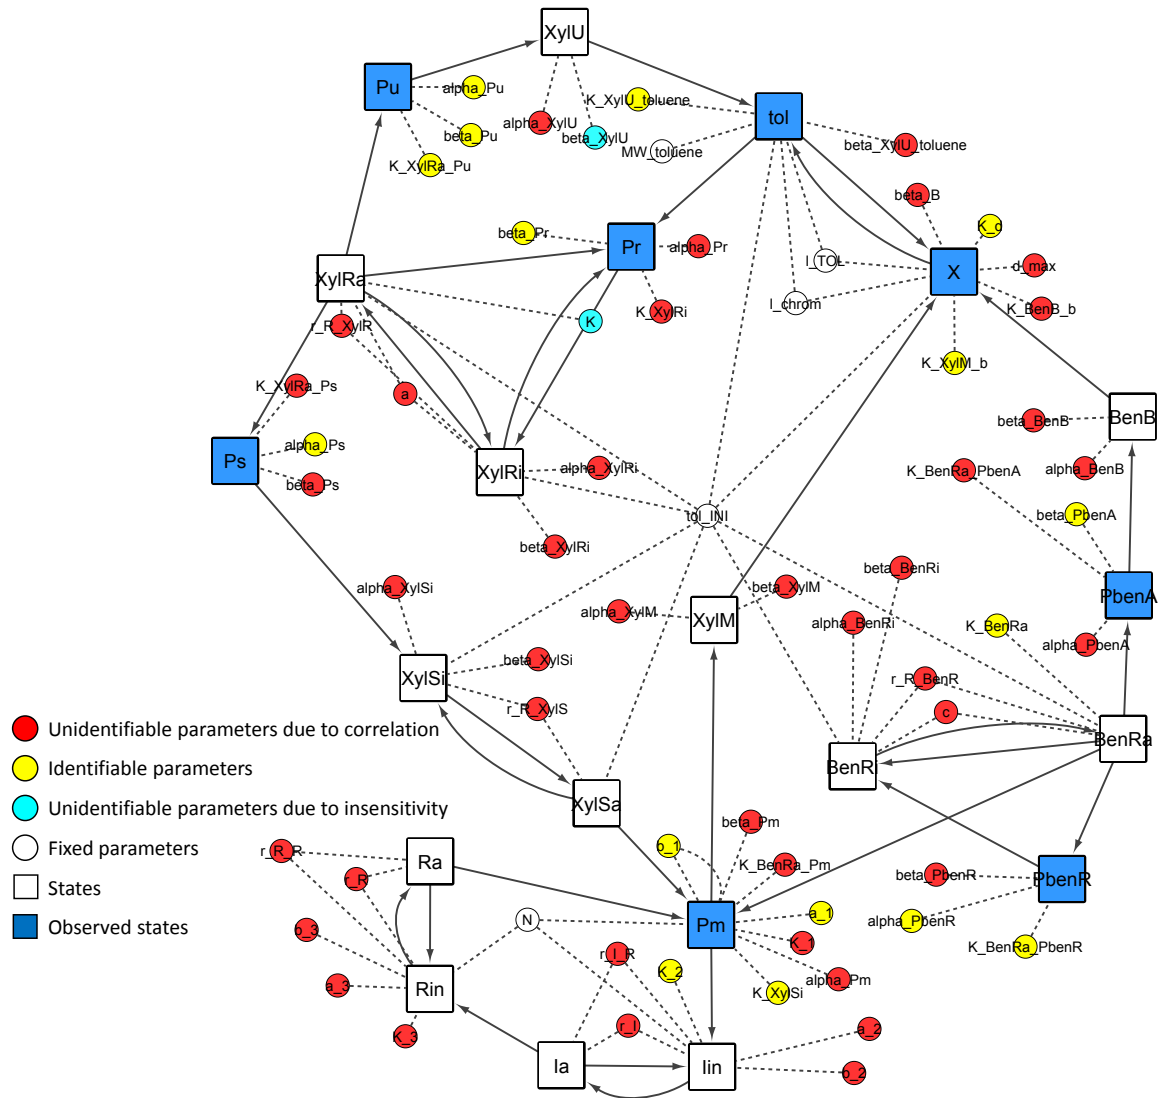 XylU
Pu
alpha_Pu
K_XylU_toluene
tol
alpha_XylU
beta_Pu
beta_XylU
beta_XylU_toluene
MW_toluene
K_XylRa_Pu
beta_B
K_d
beta_Pr
Pr
alpha_Pr
l_TOL
X
d_max
XylRa
l_chrom
K_BenB_b
K_XylRi
r_R_XylR
K
K_XylM_b
K_XylRa_Ps
a
BenB
beta_BenB
alpha_Ps
Ps
XylRi
alpha_XylRi
K_BenRa_PbenA
alpha_BenB
beta_Ps
tol_INI
beta_PbenA
beta_XylRi
beta_BenRi
alpha_XylSi
beta_XylM
PbenA
alpha_XylM
XylM
alpha_BenRi
K_BenRa
alpha_PbenA
beta_XylSi
XylSi
r_R_BenR
r_R_XylS
c
Unidentifiable parameters due to correlation
BenRa
Identifiable parameters
BenRi
XylSa
Unidentifiable parameters due to insensitivity
beta_Pm
Fixed parameters
r_R_R
Ra
b_1
K_BenRa_Pm
r_R
States
beta_PbenR
PbenR
a_1
alpha_PbenR
Observed states
b_3
N
Pm
K_1
K_BenRa_PbenR
r_I_R
K_2
alpha_Pm
a_3
Rin
K_XylSi
K_3
r_I
a_2
Ia
Iin
b_2